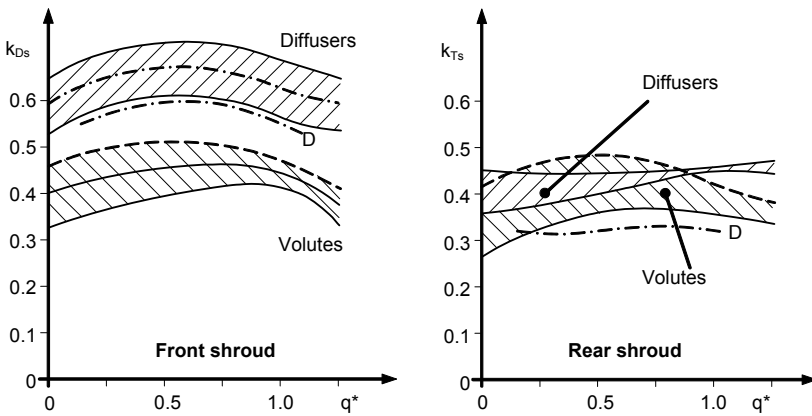 k_Ds
Diffusers
0.6
0.5
D
0.4
0.3
Volutes
0.2
0.1
Front shroud
0
0
0.5
1.0
q*
k_Ts
Diffusers
0.6
0.5
0.4
0.3
D
Volutes
0.2
0.1
Rear shroud
0
0
0.5
1.0
q*